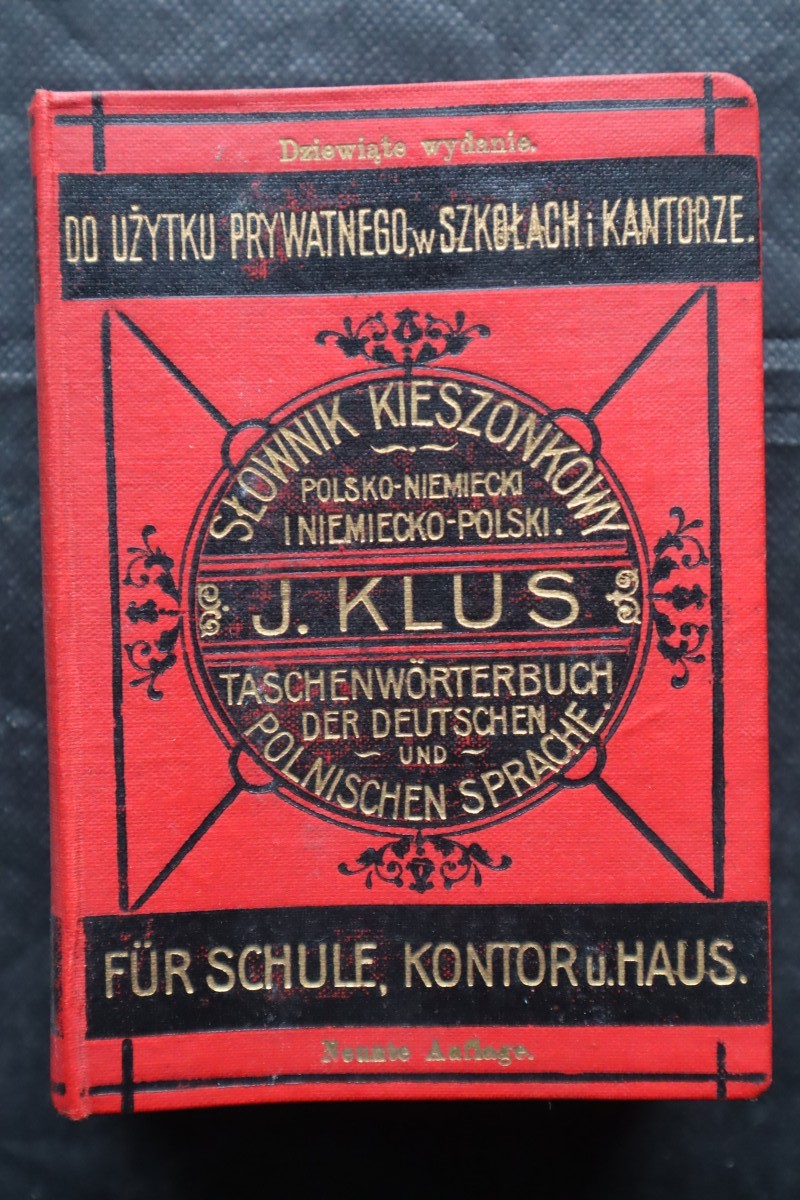 Dziewiąte wydanie.
DO UŻYTKU PRYWATNEGO, w SZKOŁACH i KANTORZE.
SŁOWNIK KIESZONKOWY
POLSKO-NIEMIECKI
I NIEMIECKO-POLSKI.
J. KLUS
TASCHENWÖRTERBUCH
DER DEUTSCHEN
UND
POLNISCHEN SPRACHE.
FÜR SCHULE, KONTOR u. HAUS.
Neunte Auflage.